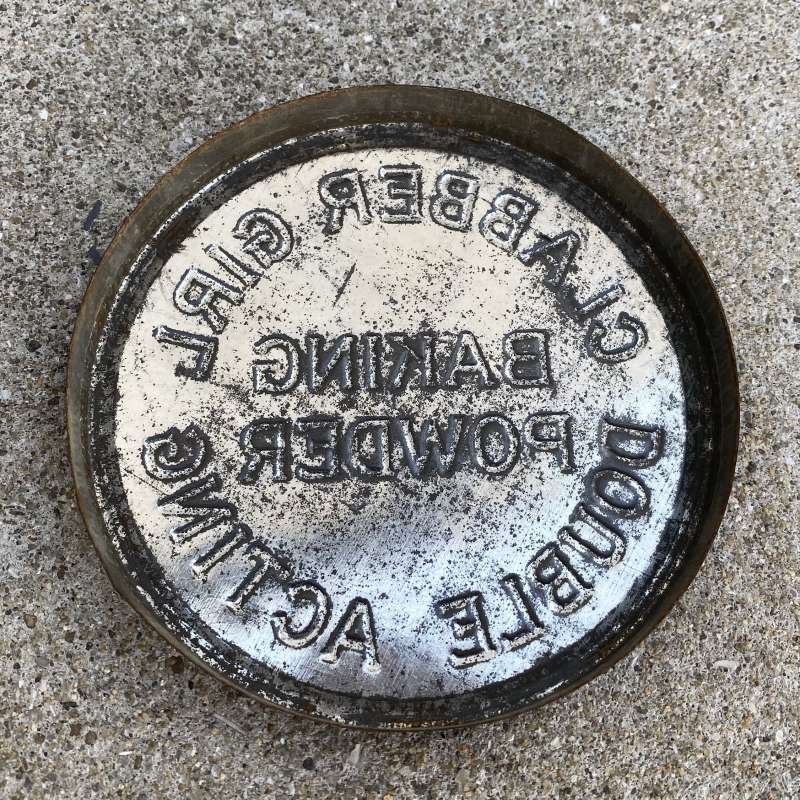 CLABBER GIRL
BAKING
POWDER
DOUBLE ACTING